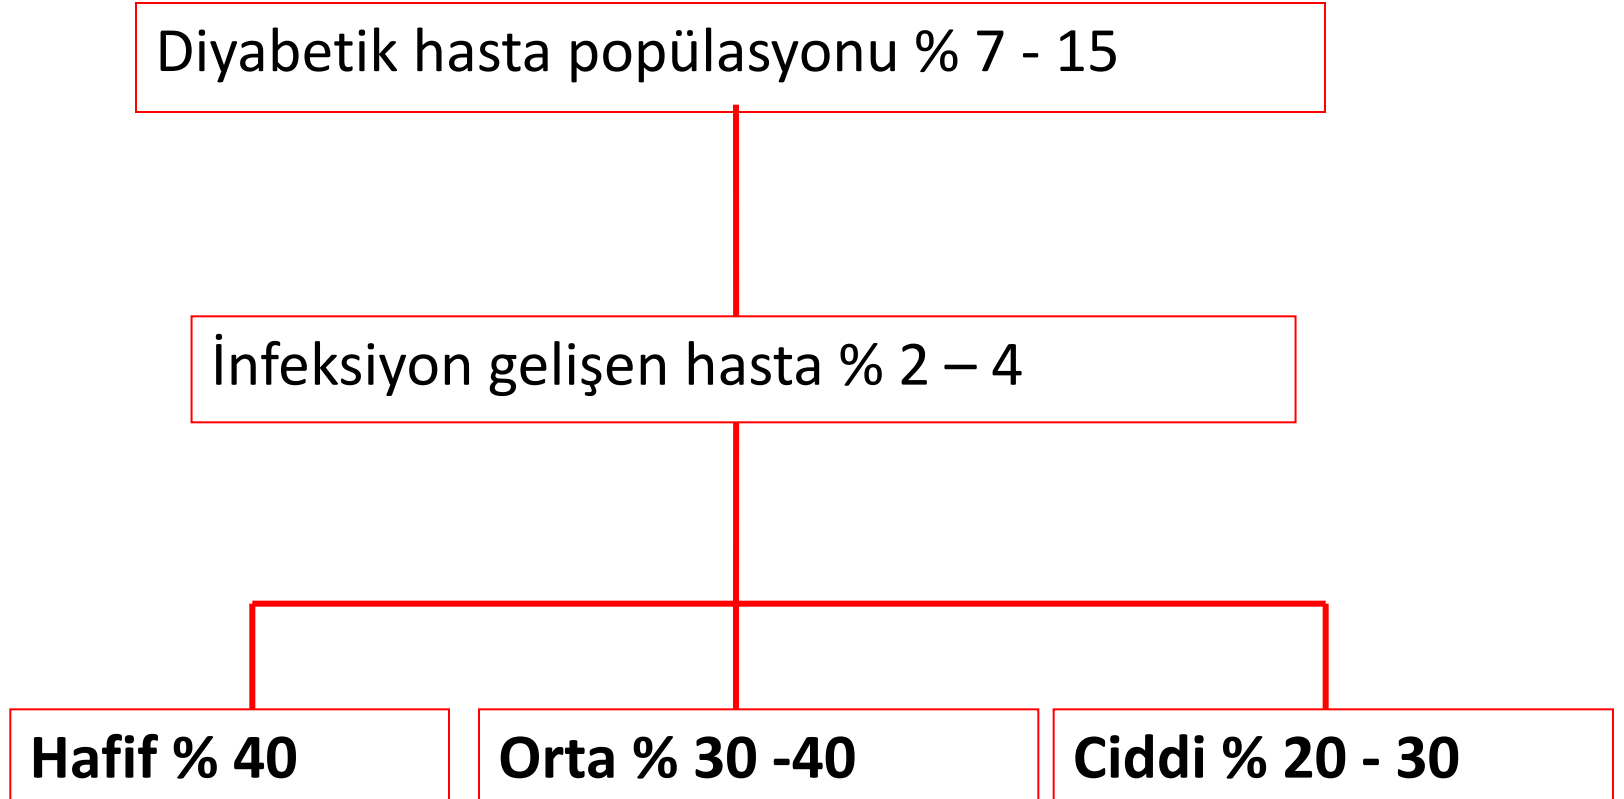 Diyabetik hasta popülasyonu % 7 - 15
İnfeksiyon gelişen hasta % 2 – 4
Hafif % 40
Orta % 30 -40
Ciddi % 20 - 30